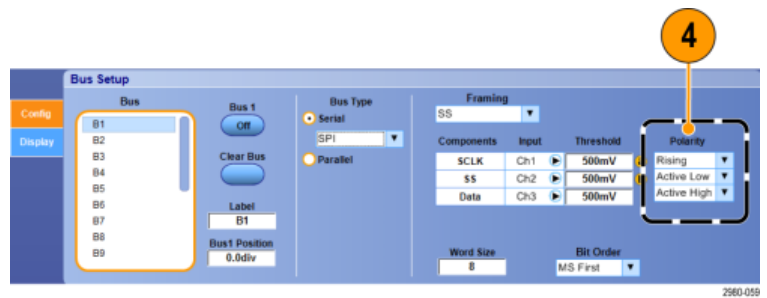 4
Bus Setup
Config
Display
Bus
B1
B2
B3
B4
B5
B6
B7
B8
B9
Bus 1
Off
Clear Bus
Label
B1
Bus1 Position
0.0div
Bus Type
Serial
SPI
Parallel
Framing
SS
Components Input Threshold Polarity
SCLK Ch1 500mV Rising
SS Ch2 500mV Active Low
Data Ch3 500mV Active High
Word Size
8
Bit Order
MS First
2980-059